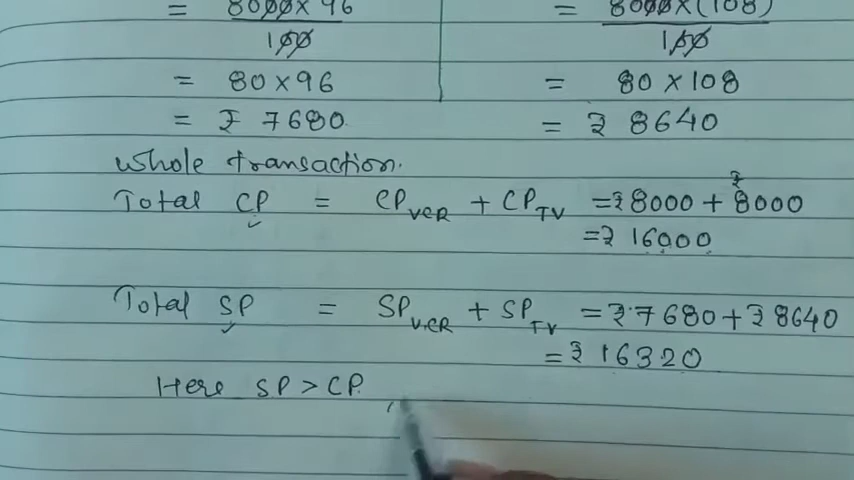 = 8000 × 96 = 8000 × (108)
100 100
= 80 × 96 = 80 × 108
= ₹ 7680 = ₹ 8640
Whole transaction.
Total CP = CP VCR + CP TV = ₹8000 + ₹8000
= ₹ 16000
Total SP = SP VCR + SP TV = ₹7680 + ₹8640
= ₹ 16320
Here SP > CP.